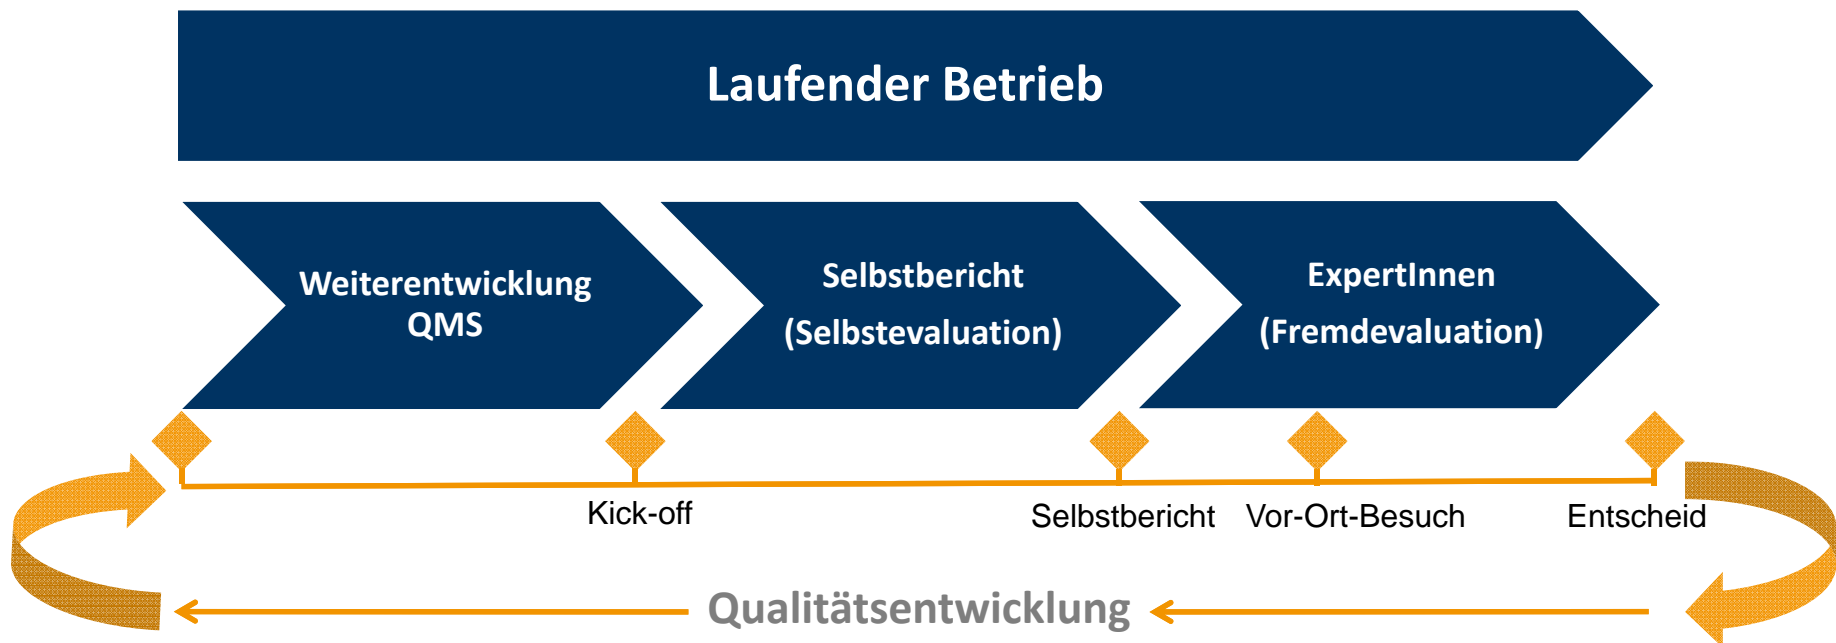 Laufender Betrieb
Weiterentwicklung
QMS
Selbstbericht
(Selbstevaluation)
ExpertInnen
(Fremdevaluation)
Kick-off
Selbstbericht
Vor-Ort-Besuch
Entscheid
Qualitätsentwicklung